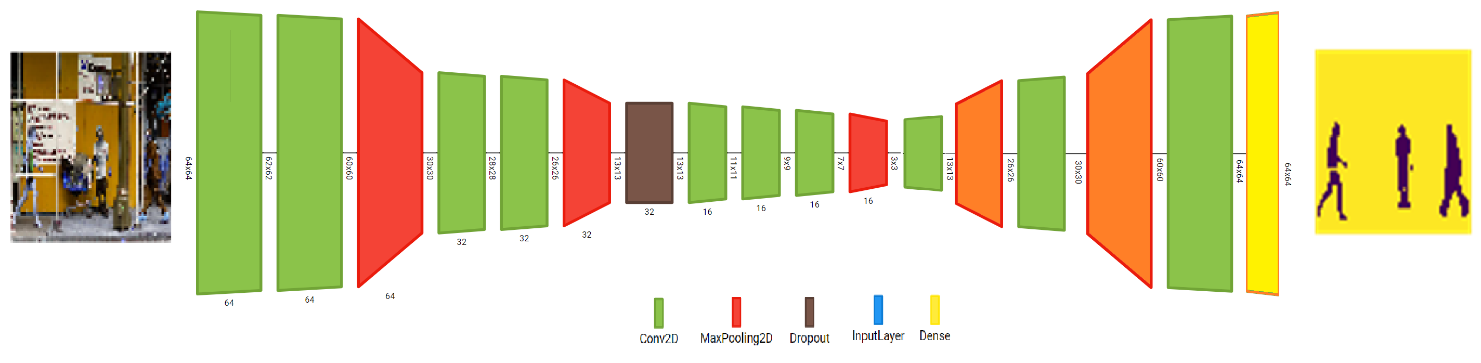 64x64
62x62
60x60
30x30
28x28
26x26
13x13
13x13
11x11
9x9
7x7
3x3
13x13
26x26
30x30
60x60
64x64
64x64
64
64
64
32
32
32
32
16
16
16
16
Conv2D
MaxPooling2D
Dropout
InputLayer
Dense